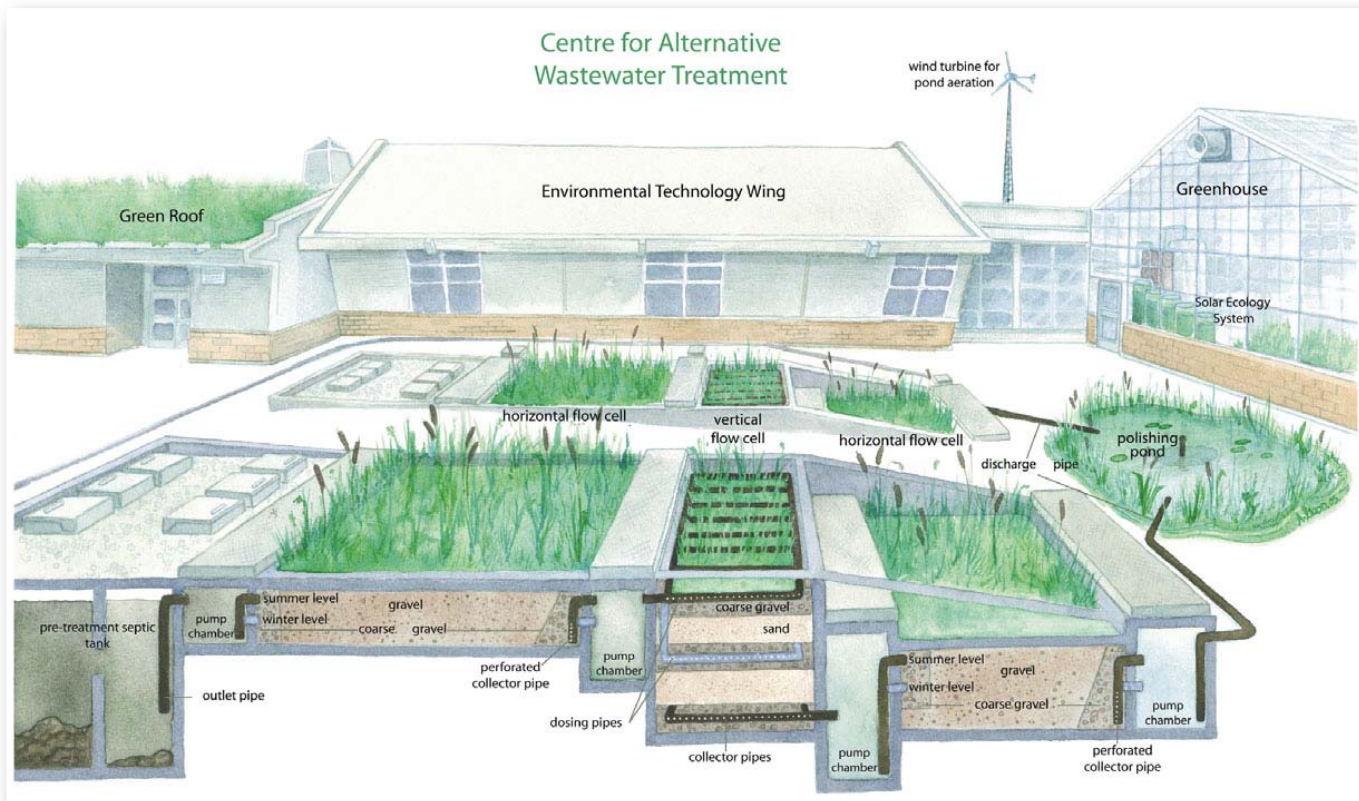 Centre for Alternative
Wastewater Treatment
wind turbine for
pond aeration
Green Roof
Environmental Technology Wing
Greenhouse
Solar Ecology
System
horizontal flow cell
vertical
flow cell
horizontal flow cell
discharge pipe
polishing
pond
pre-treatment septic
tank
outlet pipe
pump
chamber
summer level
winter level
gravel
coarse gravel
perforated
collector pipe
pump
chamber
dosing pipes
coarse gravel
sand
collector pipes
pump
chamber
summer level
winter level
gravel
coarse gravel
perforated
collector pipe
pump
chamber